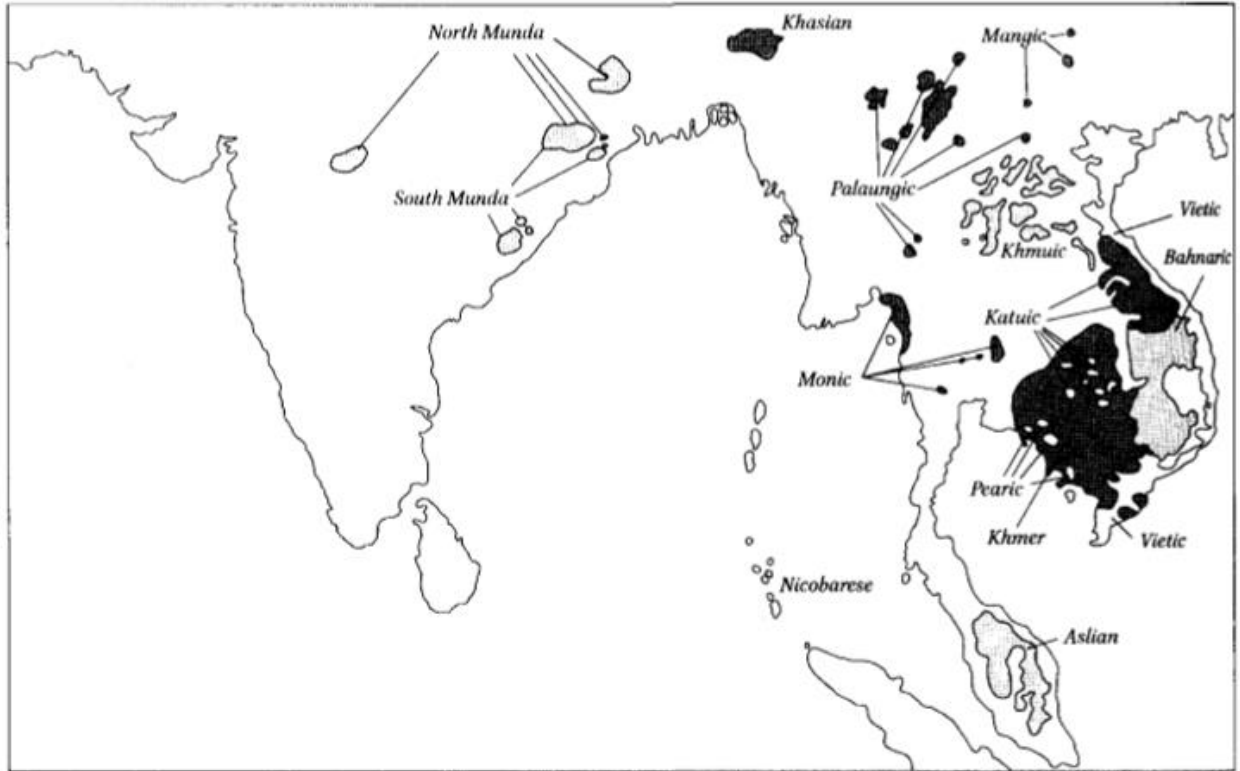 North Munda
Khasian
Mangic
South Munda
Palaungic
Vietic
Khmuic
Bahnaric
Katuic
Monic
Pearic
Khmer
Vietic
Nicobarese
Aslian